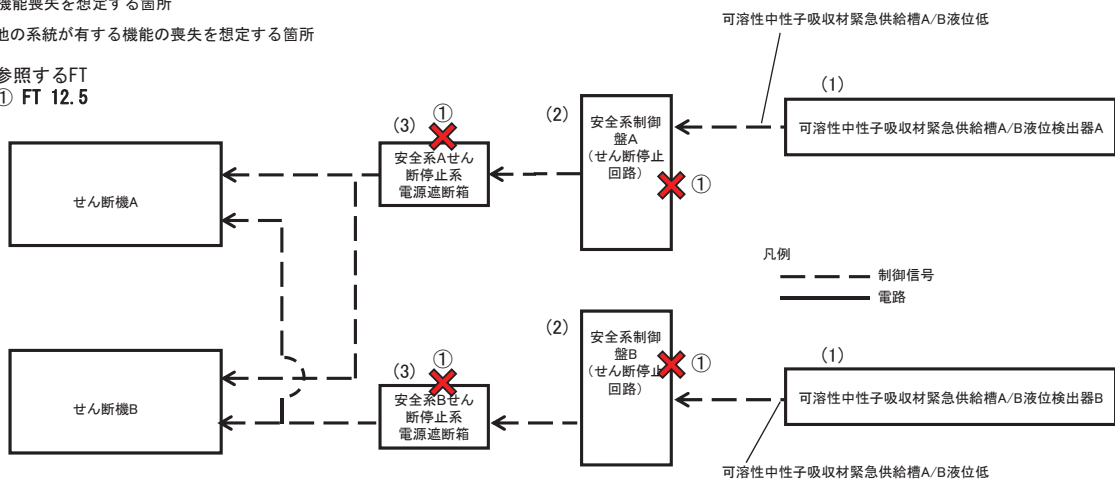 機能喪失を想定する箇所
他の系統が有する機能の喪失を想定する箇所
参照するFT
① FT 12.5
可溶性中性子吸収材緊急供給槽A/B液位低
(1)
可溶性中性子吸収材緊急供給槽A/B液位検出器A
(2)
安全系制御
盤A
(せん断停止
回路)
①
(3)
①
安全系Aせん
断停止系
電源遮断箱
せん断機A
凡例
制御信号
電路
(2)
安全系制御
盤B
(せん断停止
回路)
①
(1)
可溶性中性子吸収材緊急供給槽A/B液位検出器B
(3)
①
安全系Bせん
断停止系
電源遮断箱
せん断機B
可溶性中性子吸収材緊急供給槽A/B液位低